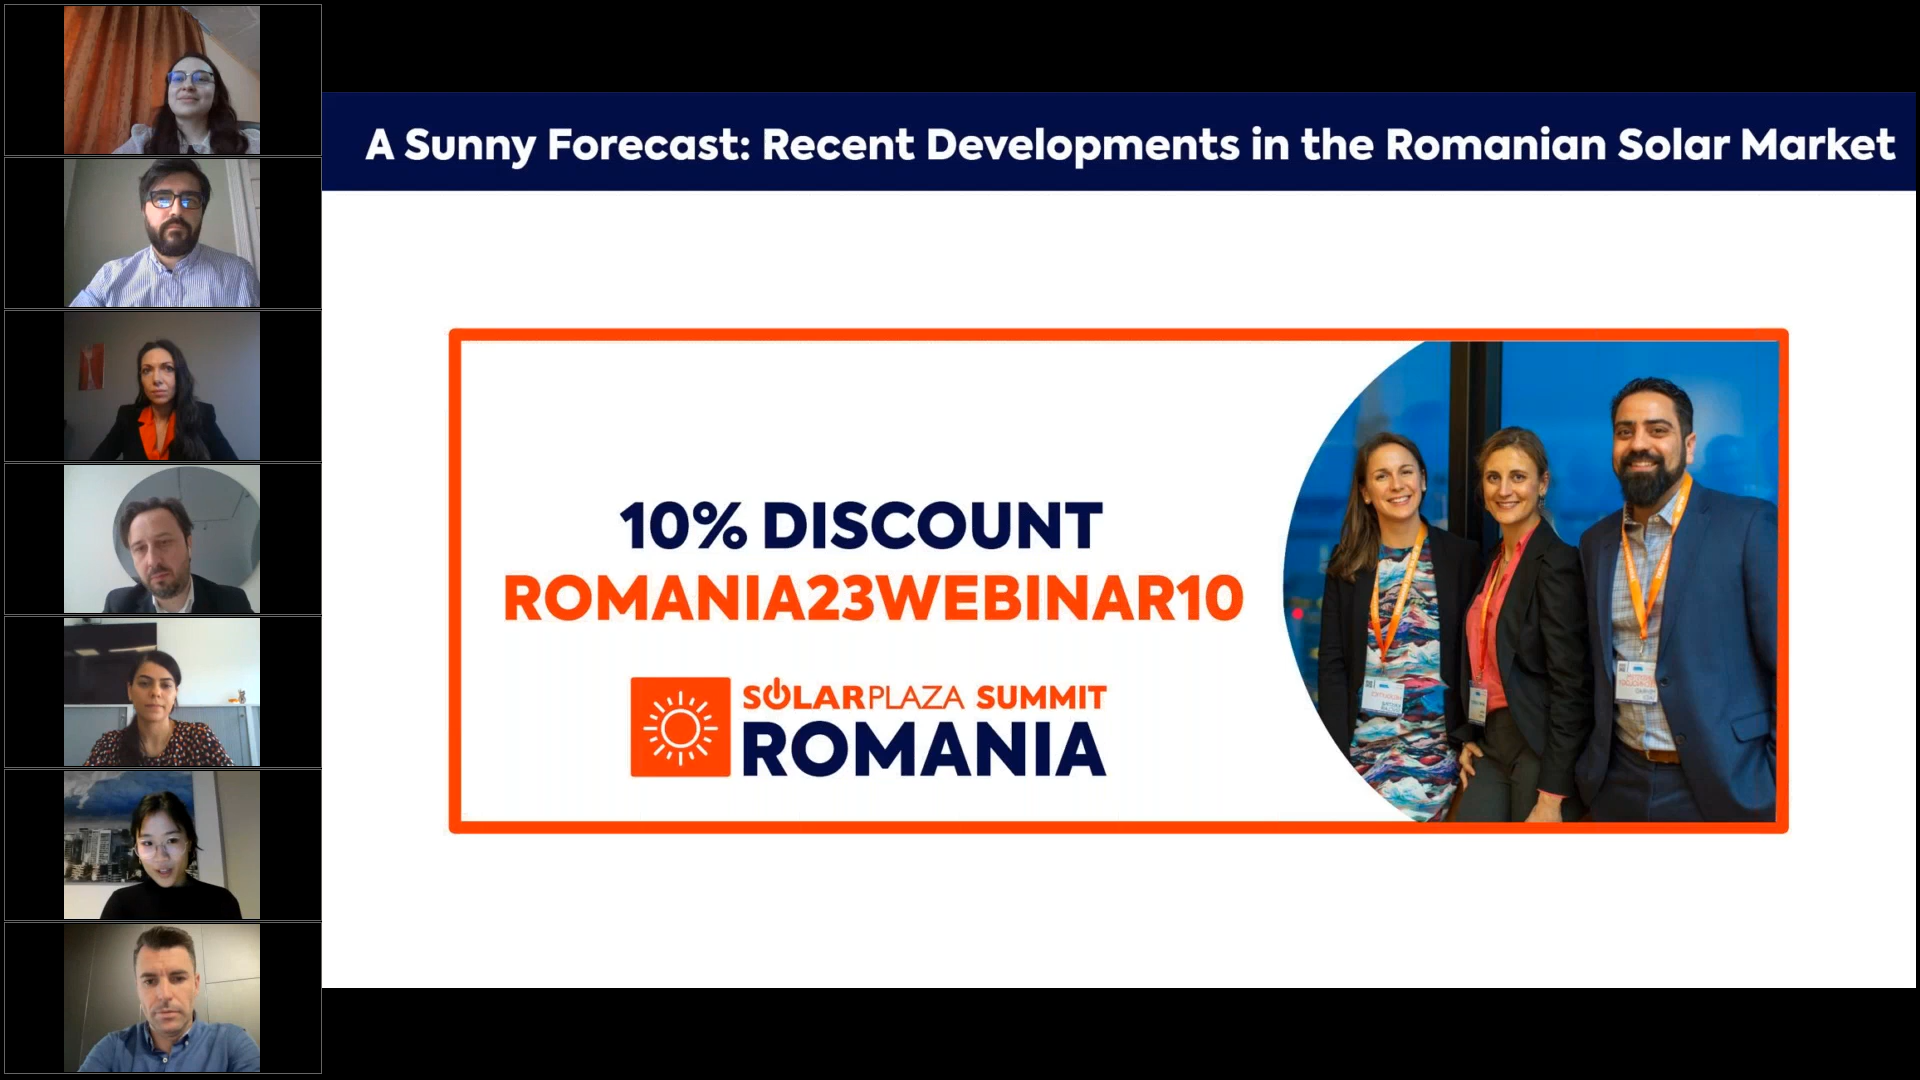 A Sunny Forecast: Recent Developments in the Romanian Solar Market
10% DISCOUNT
ROMANIA23WEBINAR10
SOLARPLAZA SUMMIT
ROMANIA